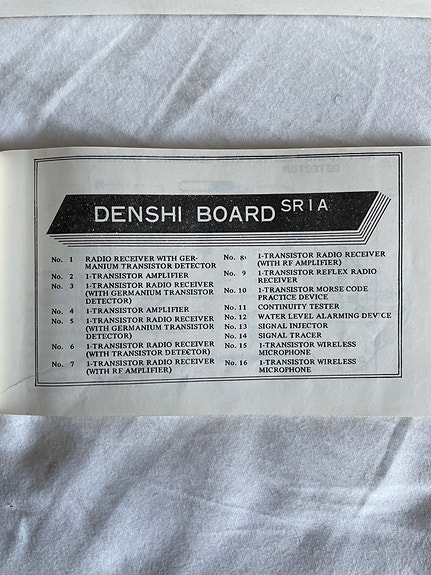 DENSHI BOARD SR1A
No. 1 RADIO RECEIVER WITH GER-
MANIUM TRANSISTOR DETECTOR
No. 2 1-TRANSISTOR AMPLIFIER
No. 3 1-TRANSISTOR RADIO RECEIVER
(WITH GERMANIUM TRANSISTOR
DETECTOR)
No. 4 1-TRANSISTOR AMPLIFIER
No. 5 1-TRANSISTOR RADIO RECEIVER
(WITH GERMANIUM TRANSISTOR
DETECTOR)
No. 6 1-TRANSISTOR RADIO RECEIVER
(WITH TRANSISTOR DETECTOR)
No. 7 1-TRANSISTOR RADIO RECEIVER
(WITH RF AMPLIFIER)
No. 8 1-TRANSISTOR RADIO RECEIVER
(WITH RF AMPLIFIER)
No. 9 1-TRANSISTOR REFLEX RADIO
RECEIVER
No. 10 1-TRANSISTOR MORSE CODE
PRACTICE DEVICE
No. 11 CONTINUITY TESTER
No. 12 WATER LEVEL ALARMING DEVICE
No. 13 SIGNAL INJECTOR
No. 14 SIGNAL TRACER
No. 15 1-TRANSISTOR WIRELESS
MICROPHONE
No. 16 1-TRANSISTOR WIRELESS
MICROPHONE